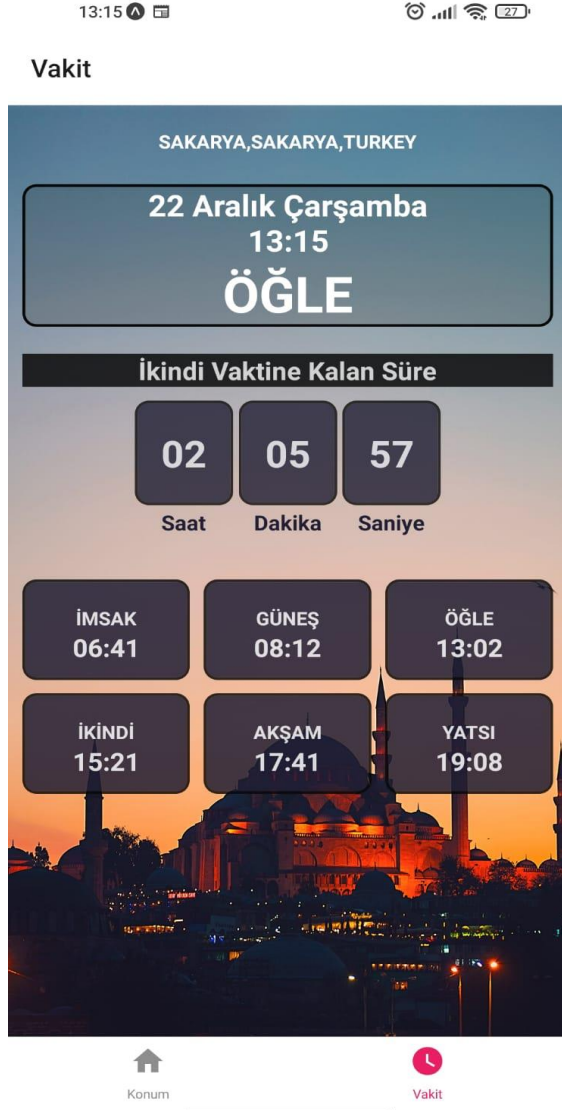 13:15
27
Vakit
SAKARYA,SAKARYA,TURKEY
22 Aralık Çarşamba
13:15
ÖĞLE
İkindi Vaktine Kalan Süre
02 05 57
Saat Dakika Saniye
İMSAK GÜNEŞ ÖĞLE
06:41 08:12 13:02
İKİNDİ AKŞAM YATSI
15:21 17:41 19:08
Konum Vakit